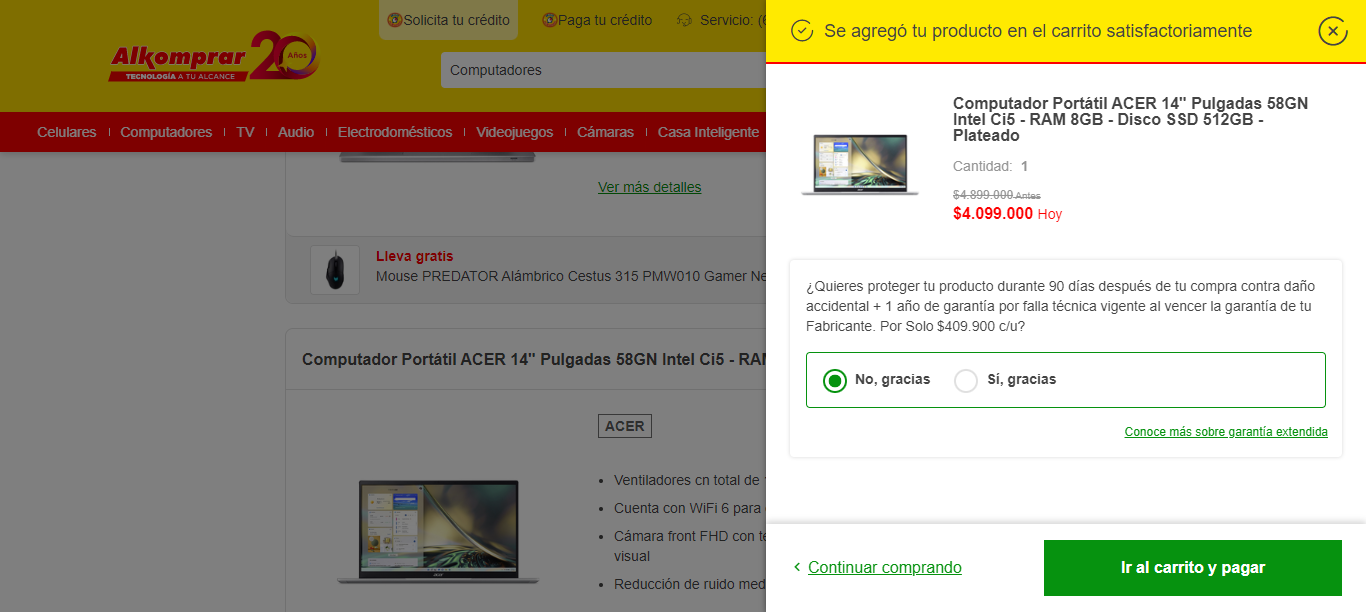 Solicita tu crédito
Paga tu crédito
Servicio: (6
Alkomprar 20 Años
TECNOLOGÍA A TU ALCANCE
Computadores
Celulares
Computadores
TV
Audio
Electrodomésticos
Videojuegos
Cámaras
Casa Inteligente
Ver más detalles
Lleva gratis
Mouse PREDATOR Alámbrico Cestus 315 PMW010 Gamer Ne
Computador Portátil ACER 14" Pulgadas 58GN Intel Ci5 - RAM
ACER
Ventiladores cn total de
Cuenta con WiFi 6 para
Cámara front FHD con te
visual
Reducción de ruido med
Se agregó tu producto en el carrito satisfactoriamente
Computador Portátil ACER 14" Pulgadas 58GN
Intel Ci5 - RAM 8GB - Disco SSD 512GB -
Plateado
Cantidad: 1
$4.899.000 Antes
$4.099.000 Hoy
¿Quieres proteger tu producto durante 90 días después de tu compra contra daño
accidental + 1 año de garantía por falla técnica vigente al vencer la garantía de tu
Fabricante. Por Solo $409.900 c/u?
No, gracias
Sí, gracias
Conoce más sobre garantía extendida
Continuar comprando
Ir al carrito y pagar